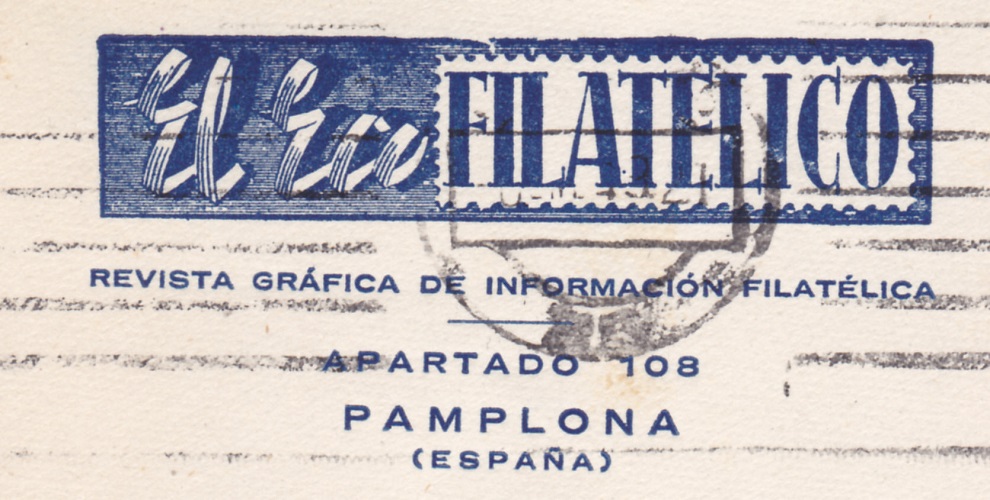 El Eco FILATÉLICO
REVISTA GRÁFICA DE INFORMACIÓN FILATÉLICA
APARTADO 108
PAMPLONA
(ESPAÑA)